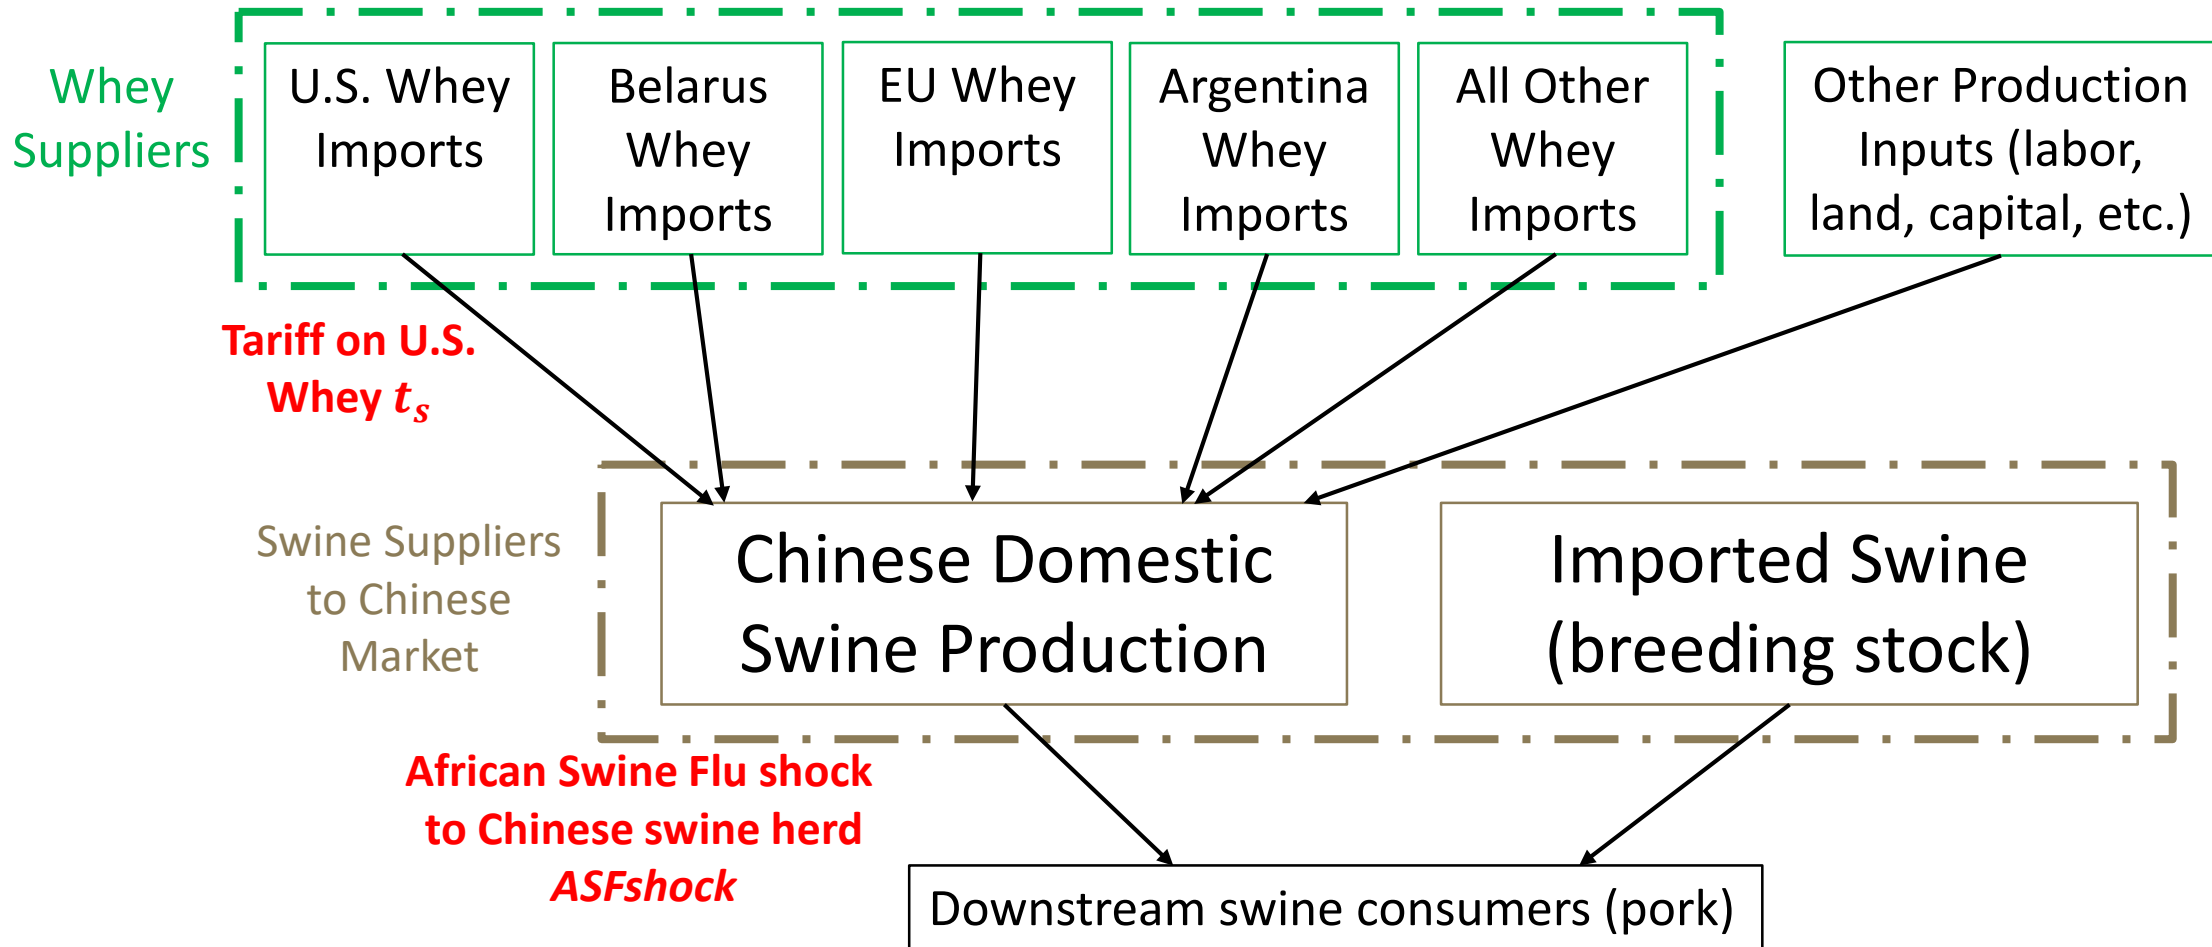 Whey
Suppliers
U.S. Whey
Imports
Belarus
Whey
Imports
EU Whey
Imports
Argentina
Whey
Imports
All Other
Whey
Imports
Other Production
Inputs (labor,
land, capital, etc.)
Tariff on U.S.
Whey tₛ
Swine Suppliers
to Chinese
Market
Chinese Domestic
Swine Production
Imported Swine
(breeding stock)
African Swine Flu shock
to Chinese swine herd
ASFshock
Downstream swine consumers (pork)